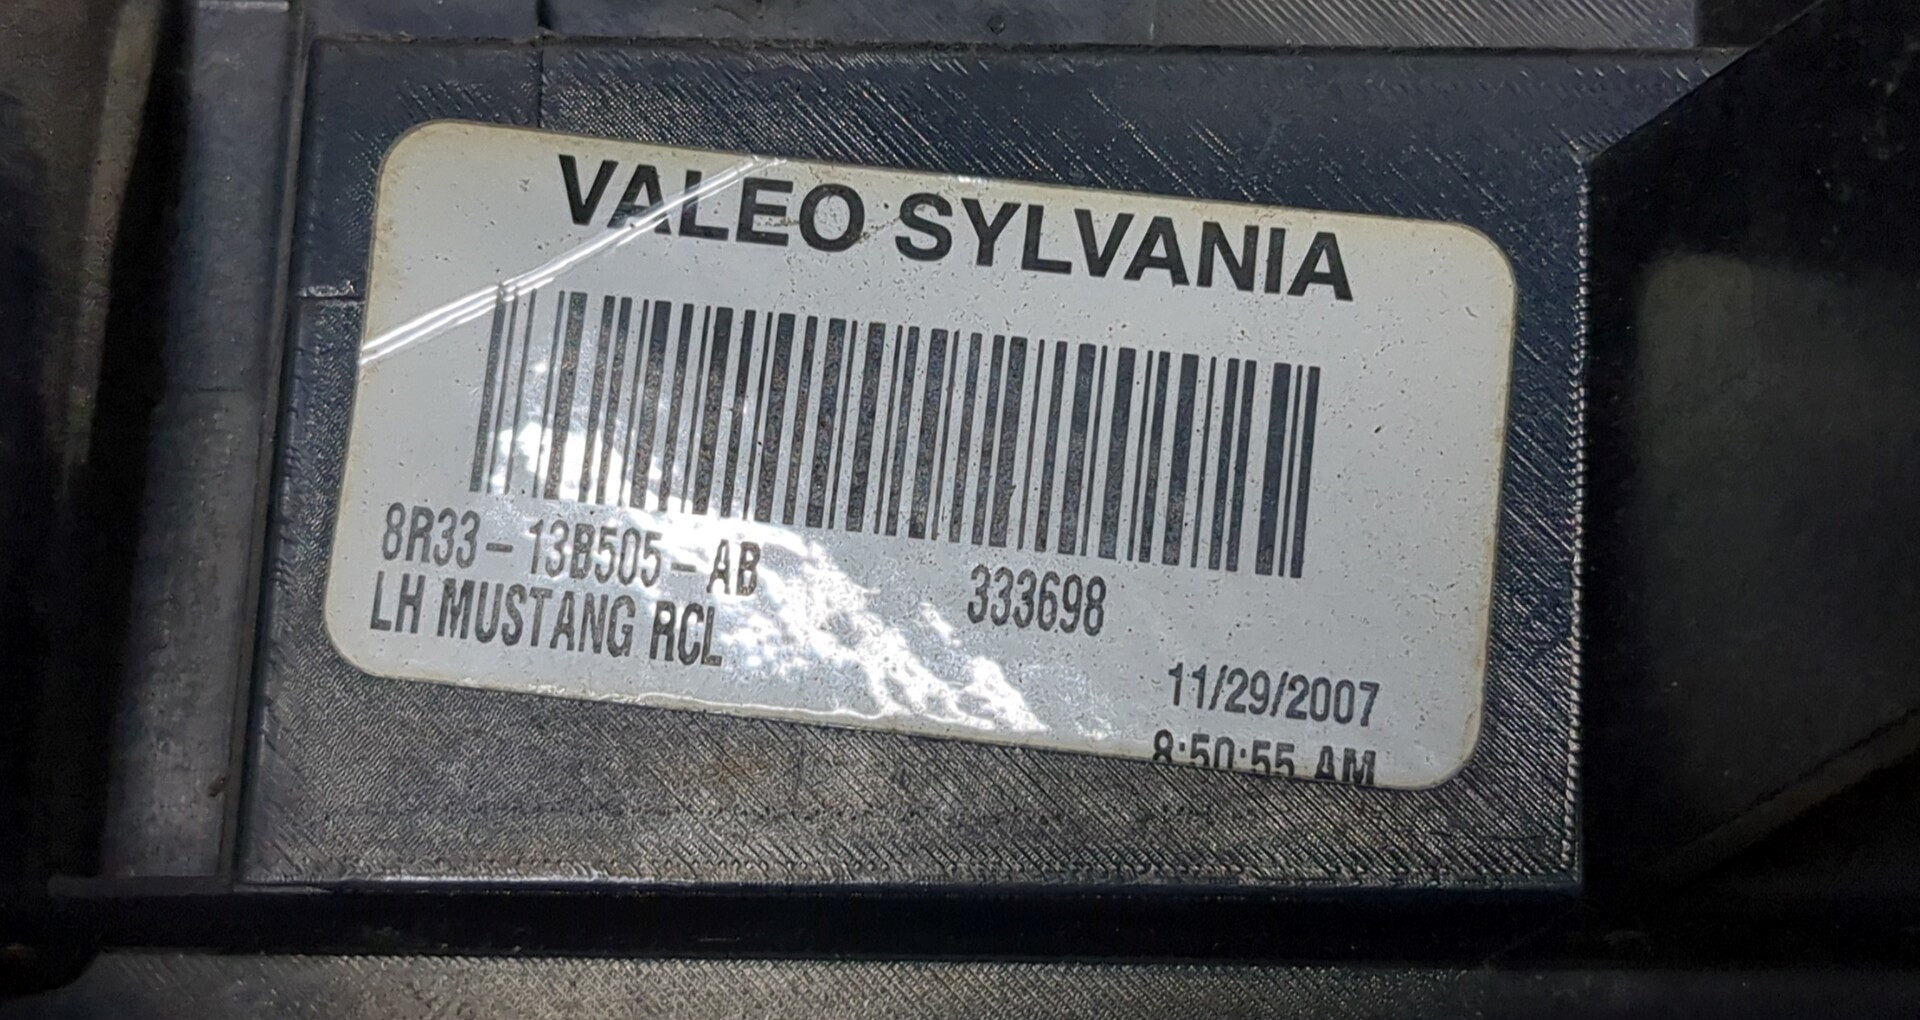 VALEO SYLVANIA
8R33-13B505-AB 333698
LH MUSTANG RCL
11/29/2007
8:50:55 AM